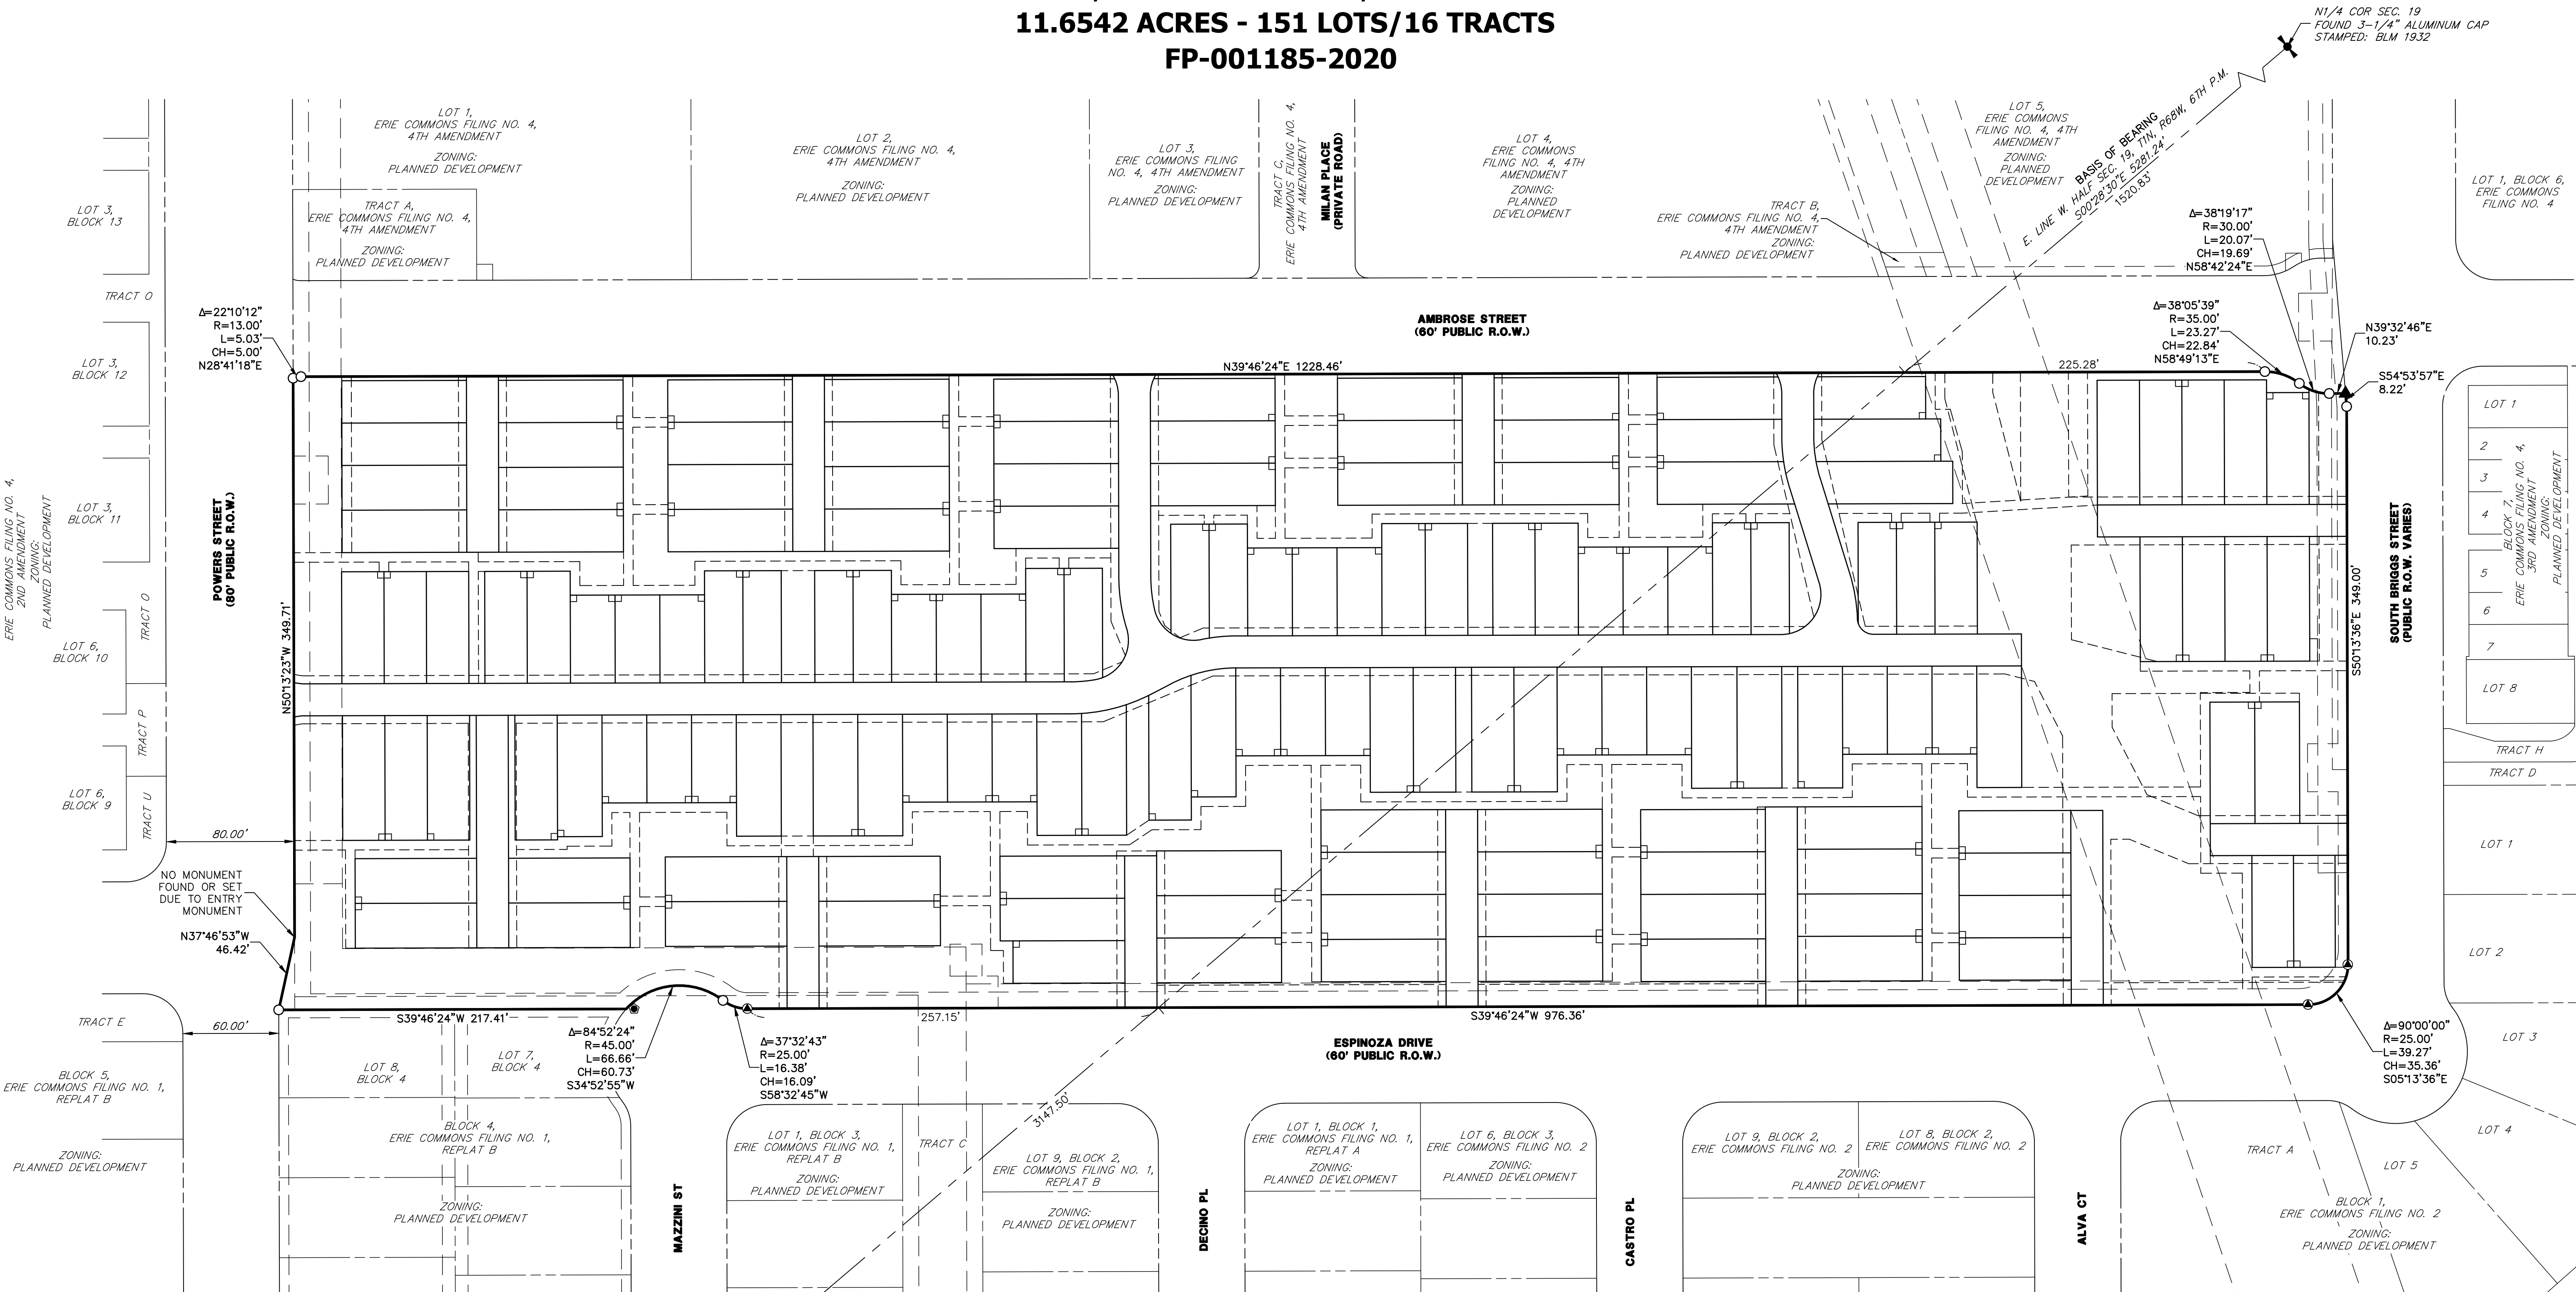 11.6542 ACRES - 151 LOTS/16 TRACTS
FP-001185-2020
N1/4 COR SEC. 19
FOUND 3-1/4" ALUMINUM CAP
STAMPED: BLM 1932
BASIS OF BEARING
E. LINE W. HALF SEC. 19, T1N, R68W, 6TH P.M.
S00°28'30"E 5281.24'
1520.83'
LOT 1,
ERIE COMMONS FILING NO. 4,
4TH AMENDMENT
ZONING:
PLANNED DEVELOPMENT
TRACT A,
ERIE COMMONS FILING NO. 4,
4TH AMENDMENT
ZONING:
PLANNED DEVELOPMENT
LOT 2,
ERIE COMMONS FILING NO. 4,
4TH AMENDMENT
ZONING:
PLANNED DEVELOPMENT
LOT 3,
ERIE COMMONS FILING
NO. 4, 4TH AMENDMENT
ZONING:
PLANNED DEVELOPMENT
TRACT C,
ERIE COMMONS FILING NO. 4,
4TH AMENDMENT
MILAN PLACE
(PRIVATE ROAD)
LOT 4,
ERIE COMMONS
FILING NO. 4, 4TH
AMENDMENT
ZONING:
PLANNED
DEVELOPMENT
TRACT B,
ERIE COMMONS FILING NO. 4,
4TH AMENDMENT
ZONING:
PLANNED DEVELOPMENT
LOT 5,
ERIE COMMONS
FILING NO. 4, 4TH
AMENDMENT
ZONING:
PLANNED
DEVELOPMENT
LOT 1, BLOCK 6,
ERIE COMMONS
FILING NO. 4
Δ=38°19'17"
R=30.00'
L=20.07'
CH=19.69'
N58°42'24"E
Δ=38°05'39"
R=35.00'
L=23.27'
CH=22.84'
N58°49'13"E
N39°32'46"E
10.23'
S54°53'57"E
8.22'
LOT 3,
BLOCK 13
TRACT O
LOT 3,
BLOCK 12
LOT 3,
BLOCK 11
ERIE COMMONS FILING NO. 4,
2ND AMENDMENT
ZONING:
PLANNED DEVELOPMENT
TRACT O
LOT 6,
BLOCK 10
TRACT P
LOT 6,
BLOCK 9
TRACT U
Δ=22°10'12"
R=13.00'
L=5.03'
CH=5.00'
N28°41'18"E
POWERS STREET
(80' PUBLIC R.O.W.)
N50°13'23"W 349.71'
AMBROSE STREET
(60' PUBLIC R.O.W.)
N39°46'24"E 1228.46'
225.28'
SOUTH BRIGGS STREET
(PUBLIC R.O.W. VARIES)
S50°13'36"E 349.00'
LOT 1
2
3
4
5
6
7
LOT 8
BLOCK 7,
ERIE COMMONS FILING NO. 4,
3RD AMENDMENT
ZONING:
PLANNED DEVELOPMENT
TRACT H
TRACT D
LOT 1
LOT 2
LOT 3
LOT 4
LOT 5
80.00'
NO MONUMENT
FOUND OR SET
DUE TO ENTRY
MONUMENT
N37°46'53"W
46.42'
TRACT E
60.00'
BLOCK 5,
ERIE COMMONS FILING NO. 1,
REPLAT B
ZONING:
PLANNED DEVELOPMENT
S39°46'24"W 217.41'
LOT 8,
BLOCK 4
LOT 7,
BLOCK 4
BLOCK 4,
ERIE COMMONS FILING NO. 1,
REPLAT B
ZONING:
PLANNED DEVELOPMENT
Δ=84°52'24"
R=45.00'
L=66.66'
CH=60.73'
S34°52'55"W
Δ=37°32'43"
R=25.00'
L=16.38'
CH=16.09'
S58°32'45"W
257.15'
S39°46'24"W 976.36'
ESPINOZA DRIVE
(60' PUBLIC R.O.W.)
Δ=90°00'00"
R=25.00'
L=39.27'
CH=35.36'
S05°13'36"E
MAZZINI ST
LOT 1, BLOCK 3,
ERIE COMMONS FILING NO. 1,
REPLAT B
ZONING:
PLANNED DEVELOPMENT
TRACT C
3147.50'
LOT 9, BLOCK 2,
ERIE COMMONS FILING NO. 1,
REPLAT B
ZONING:
PLANNED DEVELOPMENT
DECINO PL
LOT 1, BLOCK 1,
ERIE COMMONS FILING NO. 1,
REPLAT A
ZONING:
PLANNED DEVELOPMENT
LOT 6, BLOCK 3,
ERIE COMMONS FILING NO. 2
ZONING:
PLANNED DEVELOPMENT
CASTRO PL
LOT 9, BLOCK 2,
ERIE COMMONS FILING NO. 2
LOT 8, BLOCK 2,
ERIE COMMONS FILING NO. 2
ZONING:
PLANNED DEVELOPMENT
ALVA CT
TRACT A
BLOCK 1,
ERIE COMMONS FILING NO. 2
ZONING:
PLANNED DEVELOPMENT